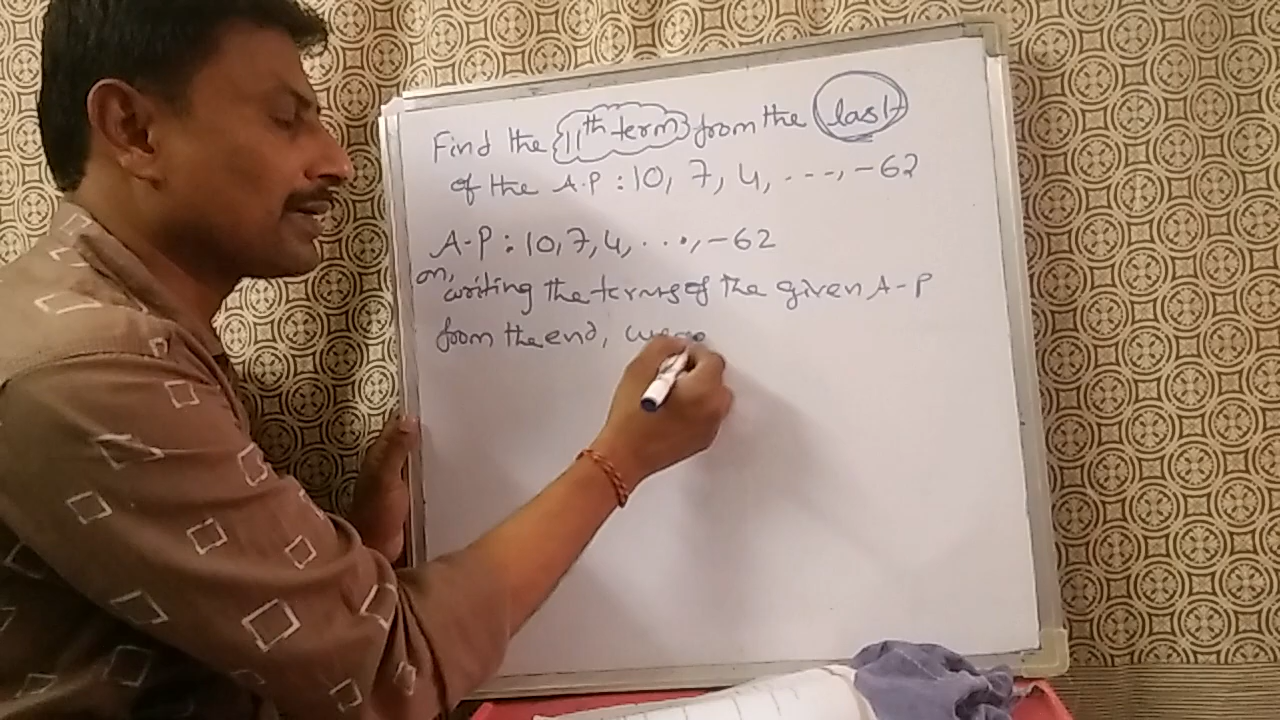 Find the 11th term from the last
of the A.P : 10, 7, 4, ---, -62
A-P : 10, 7, 4, ..., -62
on, writing the terms of the given A-P
from the end, we